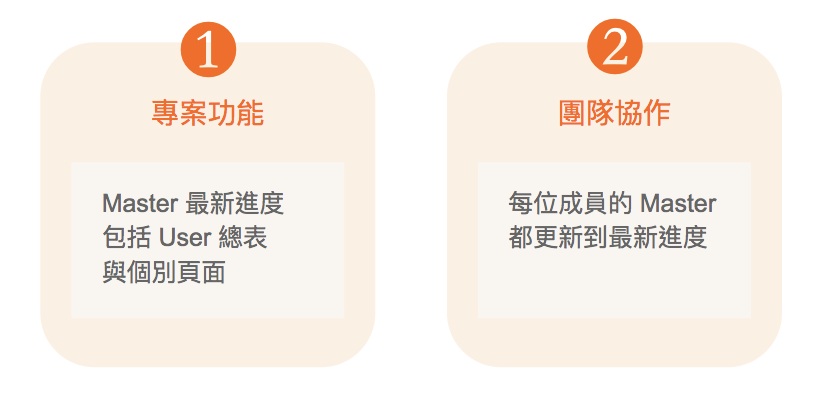 1
專案功能
Master 最新進度
包括 User 總表
與個別頁面
2
團隊協作
每位成員的 Master
都更新到最新進度